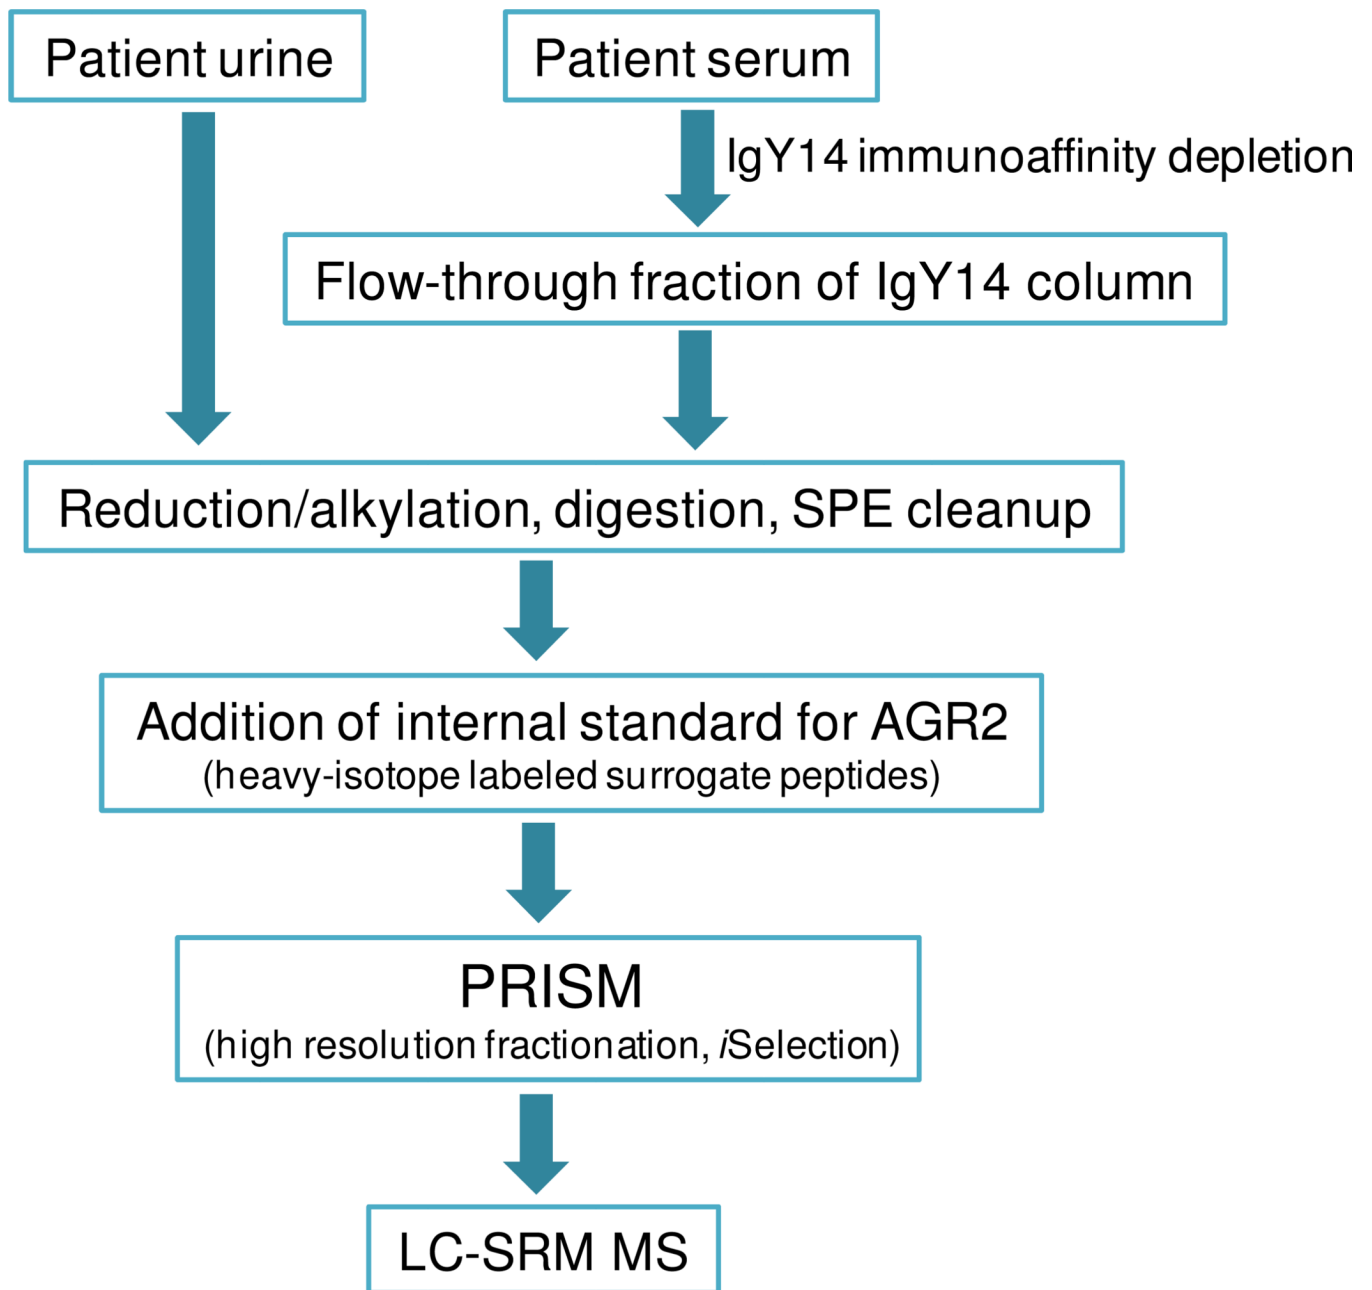 Patient urine
Patient serum
IgY14 immunoaffinity depletion
Flow-through fraction of IgY14 column
Reduction/alkylation, digestion, SPE cleanup
Addition of internal standard for AGR2
(heavy-isotope labeled surrogate peptides)
PRISM
(high resolution fractionation, iSelection)
LC-SRM MS